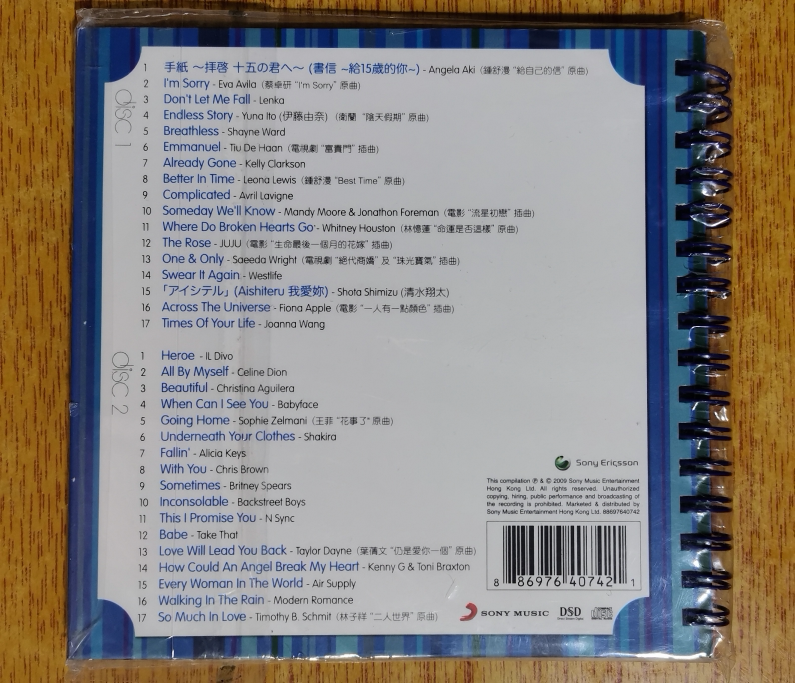 disc 1
1 手紙 ～拝啓 十五の君へ～ (書信 ~給15歲的你~) - Angela Aki (鍾舒漫 “給自己的信” 原曲)
2 I'm Sorry - Eva Avila (蔡卓妍 “I'm Sorry” 原曲)
3 Don't Let Me Fall - Lenka
4 Endless Story - Yuna Ito (伊藤由奈) (衛蘭 “陰天假期” 原曲)
5 Breathless - Shayne Ward
6 Emmanuel - Tiu De Haan (電視劇 “富貴門” 插曲)
7 Already Gone - Kelly Clarkson
8 Better In Time - Leona Lewis (鍾舒漫 “Best Time” 原曲)
9 Complicated - Avril Lavigne
10 Someday We'll Know - Mandy Moore & Jonathon Foreman (電影 “流星初戀” 插曲)
11 Where Do Broken Hearts Go - Whitney Houston (林憶蓮 “命運是否這樣” 原曲)
12 The Rose - JUJU (電影 “生命最後一個月的花嫁” 插曲)
13 One & Only - Saeeda Wright (電視劇 “絕代商驕” 及 “珠光寶氣” 插曲)
14 Swear It Again - Westlife
15 「アイシテル」 (Aishiteru 我愛妳) - Shota Shimizu (清水翔太)
16 Across The Universe - Fiona Apple (電影 “一人有一點顏色” 插曲)
17 Times Of Your Life - Joanna Wang
disc 2
1 Heroe - IL Divo
2 All By Myself - Celine Dion
3 Beautiful - Christina Aguilera
4 When Can I See You - Babyface
5 Going Home - Sophie Zelmani (王菲 “花事了” 原曲)
6 Underneath Your Clothes - Shakira
7 Fallin' - Alicia Keys
8 With You - Chris Brown
9 Sometimes - Britney Spears
10 Inconsolable - Backstreet Boys
11 This I Promise You - N Sync
12 Babe - Take That
13 Love Will Lead You Back - Taylor Dayne (葉蒨文 “仍是愛你一個” 原曲)
14 How Could An Angel Break My Heart - Kenny G & Toni Braxton
15 Every Woman In The World - Air Supply
16 Walking In The Rain - Modern Romance
17 So Much In Love - Timothy B. Schmit (林子祥 “二人世界” 原曲)
Sony Ericsson
This compilation ℗ & © 2009 Sony Music Entertainment
Hong Kong Ltd. All rights reserved. Unauthorized
copying, hiring, public performance and broadcasting of
the recording is prohibited. Marketed & distributed by
Sony Music Entertainment Hong Kong Ltd. 88697640742
8 86976 40742 1
SONY MUSIC DSD